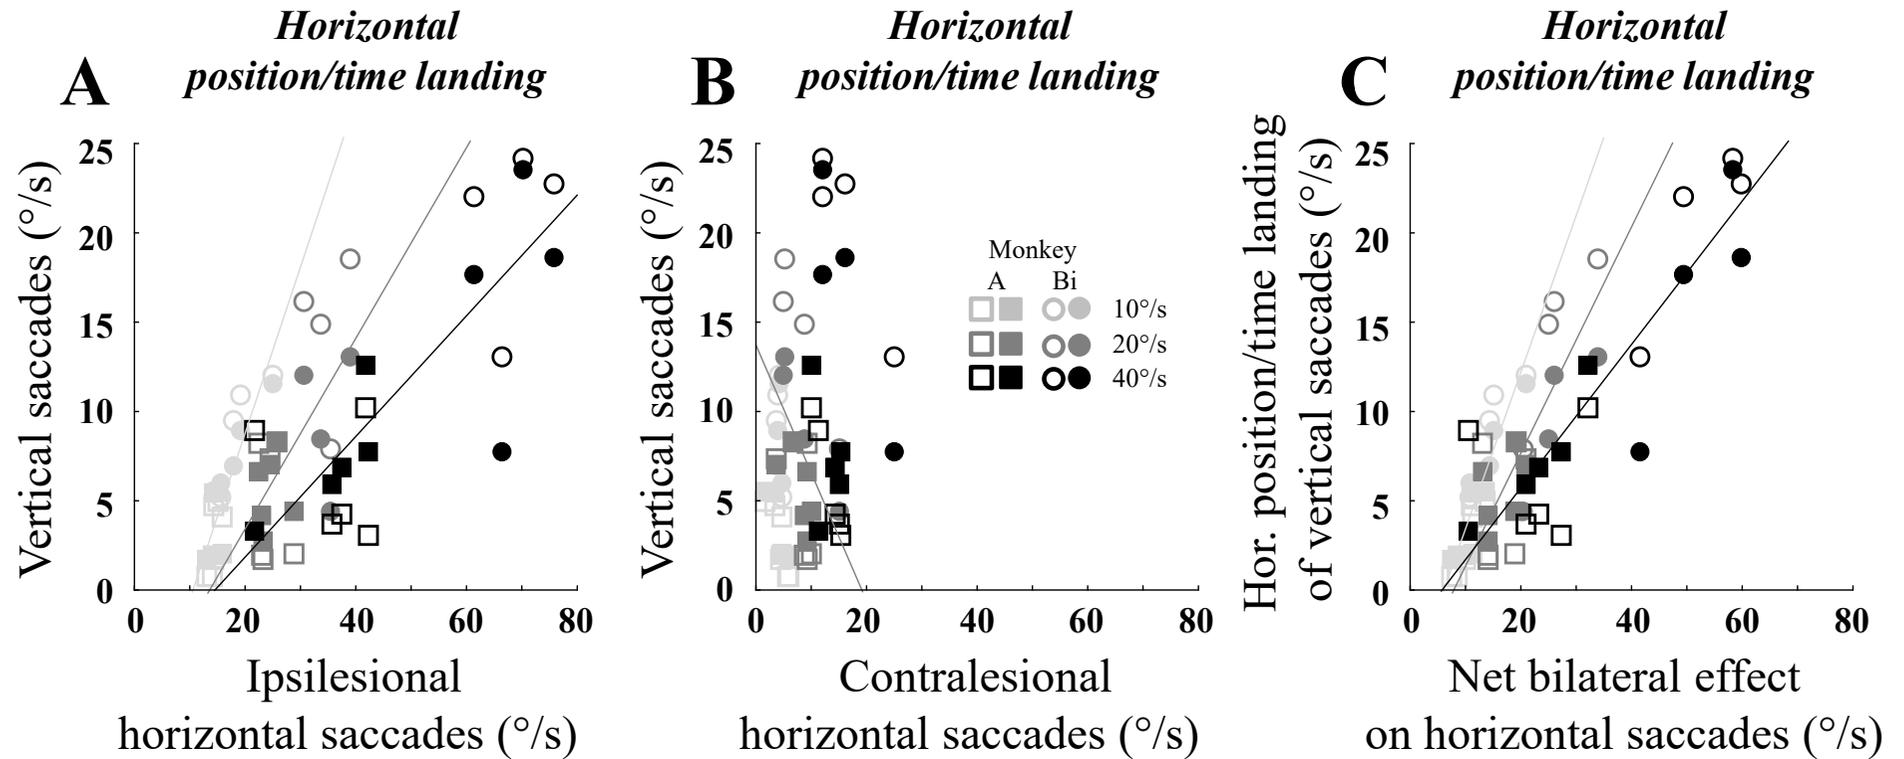 Horizontal
position/time landing
A
Vertical saccades (°/s)
25
20
15
10
5
0
0 20 40 60 80
Ipsilesional
horizontal saccades (°/s)
Horizontal
position/time landing
B
Vertical saccades (°/s)
25
20
15
10
5
0
0 20 40 60 80
Contralesional
horizontal saccades (°/s)
Monkey
A Bi
10°/s
20°/s
40°/s
Horizontal
position/time landing
C
Hor. position/time landing
of vertical saccades (°/s)
25
20
15
10
5
0
0 20 40 60 80
Net bilateral effect
on horizontal saccades (°/s)